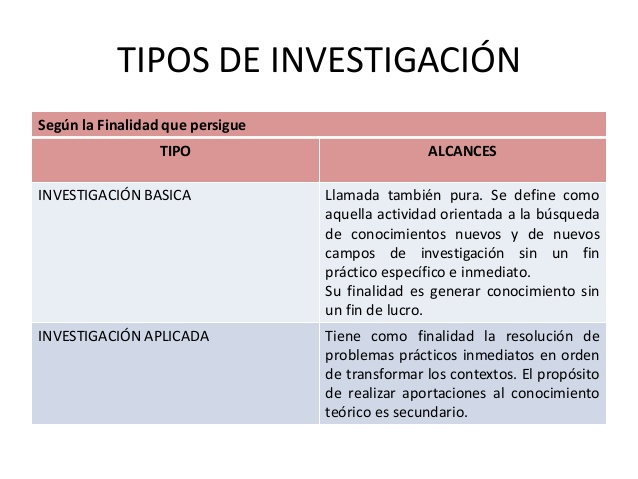 TIPOS DE INVESTIGACIÓN
Según la Finalidad que persigue
TIPO
ALCANCES
INVESTIGACIÓN BASICA
Llamada también pura. Se define como
aquella actividad orientada a la búsqueda
de conocimientos nuevos y de nuevos
campos de investigación sin un fin
práctico específico e inmediato.
Su finalidad es generar conocimiento sin
un fin de lucro.
INVESTIGACIÓN APLICADA
Tiene como finalidad la resolución de
problemas prácticos inmediatos en orden
de transformar los contextos. El propósito
de realizar aportaciones al conocimiento
teórico es secundario.